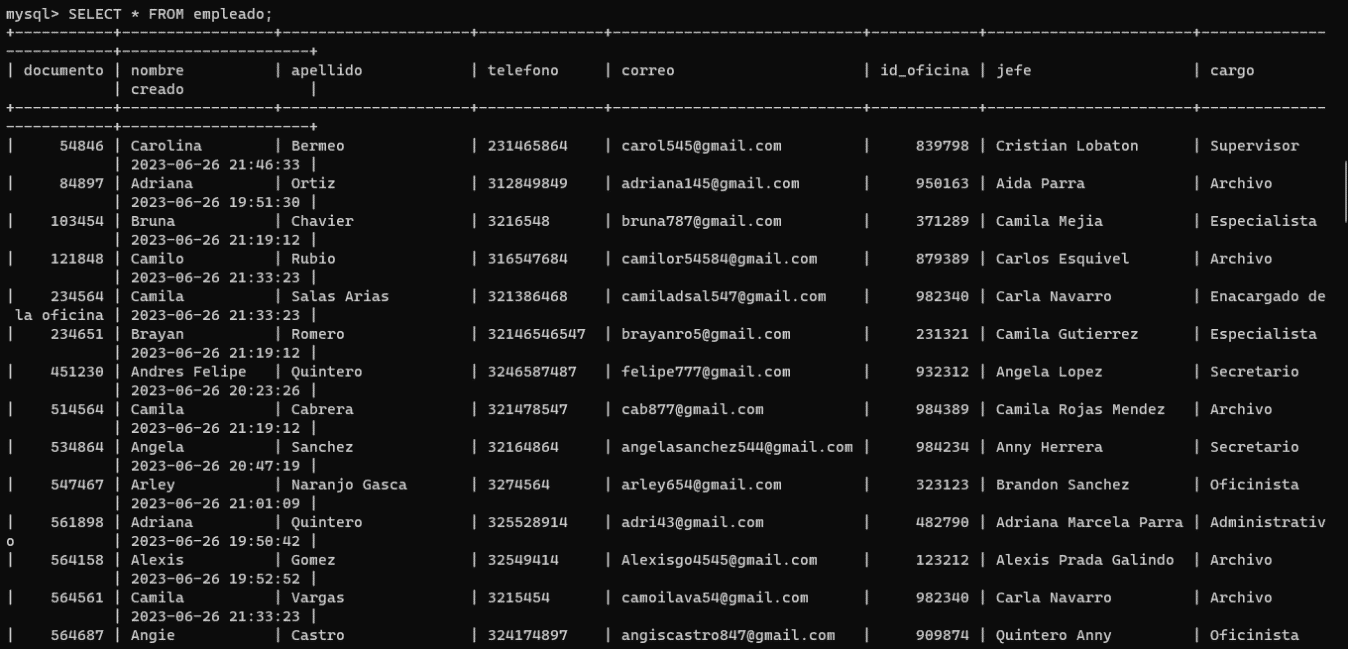 mysql> SELECT * FROM empleado;
+-----------+-----------------+---------------------+--------------+----------------------------+------------+-----------------------+--------------
------------+---------------------+
| documento | nombre          | apellido            | telefono     | correo                     | id_oficina | jefe                  | cargo
            | creado              |
+-----------+-----------------+---------------------+--------------+----------------------------+------------+-----------------------+--------------
------------+---------------------+
|     54846 | Carolina        | Bermeo              | 231465864    | carol545@gmail.com         |     839798 | Cristian Lobaton      | Supervisor
            | 2023-06-26 21:46:33 |
|     84897 | Adriana         | Ortiz               | 312849849    | adriana145@gmail.com       |     950163 | Aida Parra            | Archivo
            | 2023-06-26 19:51:30 |
|    103454 | Bruna           | Chavier             | 3216548      | bruna787@gmail.com         |     371289 | Camila Mejia          | Especialista
            | 2023-06-26 21:19:12 |
|    121848 | Camilo          | Rubio               | 316547684    | camilor54584@gmail.com     |     879389 | Carlos Esquivel       | Archivo
            | 2023-06-26 21:33:23 |
|    234564 | Camila          | Salas Arias         | 321386468    | camiladsal547@gmail.com    |     982340 | Carla Navarro         | Enacargado de
 la oficina | 2023-06-26 21:33:23 |
|    234651 | Brayan          | Romero              | 32146546547  | brayanro5@gmail.com        |     231321 | Camila Gutierrez      | Especialista
            | 2023-06-26 21:19:12 |
|    451230 | Andres Felipe   | Quintero            | 3246587487   | felipe777@gmail.com        |     932312 | Angela Lopez          | Secretario
            | 2023-06-26 20:23:26 |
|    514564 | Camila          | Cabrera             | 321478547    | cab877@gmail.com           |     984389 | Camila Rojas Mendez   | Archivo
            | 2023-06-26 21:19:12 |
|    534864 | Angela          | Sanchez             | 32164864     | angelasanchez544@gmail.com |     984234 | Anny Herrera          | Secretario
            | 2023-06-26 20:47:19 |
|    547467 | Arley           | Naranjo Gasca       | 3274564      | arley654@gmail.com         |     323123 | Brandon Sanchez       | Oficinista
            | 2023-06-26 21:01:09 |
|    561898 | Adriana         | Quintero            | 325528914    | adri43@gmail.com           |     482790 | Adriana Marcela Parra | Administrativ
o           | 2023-06-26 19:50:42 |
|    564158 | Alexis          | Gomez               | 32549414     | Alexisgo4545@gmail.com     |     123212 | Alexis Prada Galindo  | Archivo
            | 2023-06-26 19:52:52 |
|    564561 | Camila          | Vargas              | 3215454      | camoilava54@gmail.com      |     982340 | Carla Navarro         | Archivo
            | 2023-06-26 21:33:23 |
|    564687 | Angie           | Castro              | 324174897    | angiscastro847@gmail.com   |     909874 | Quintero Anny         | Oficinista